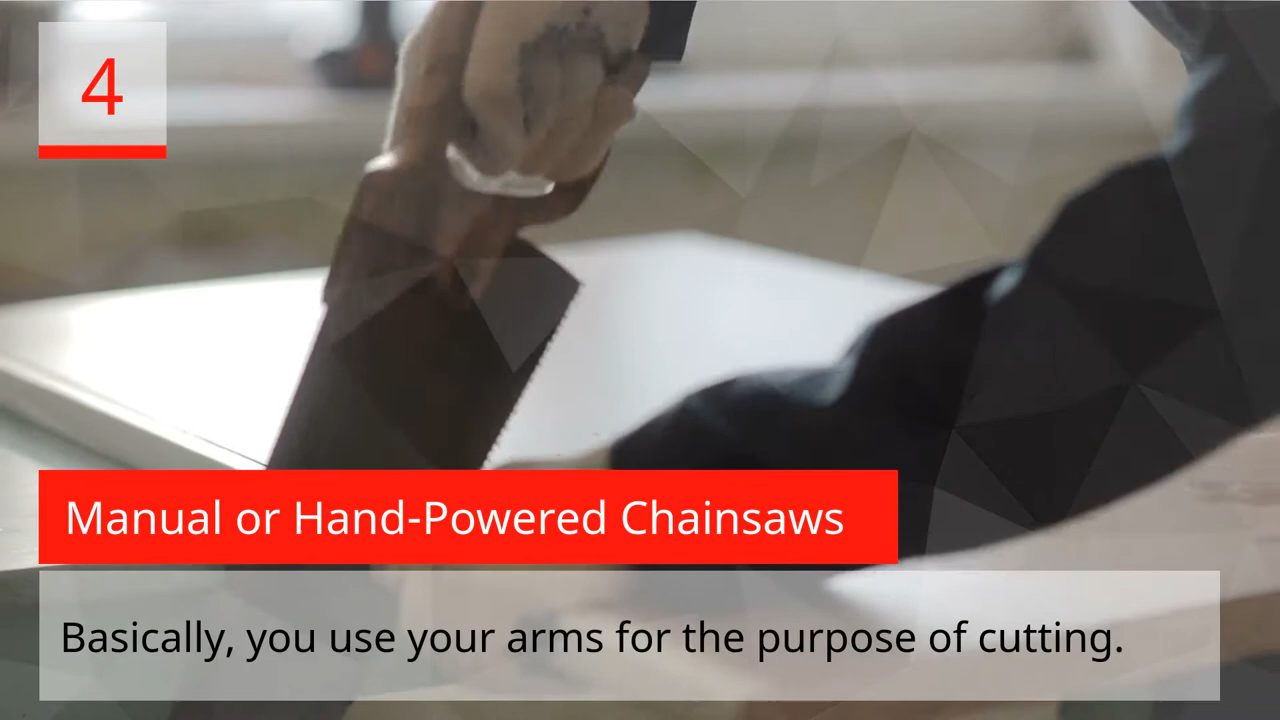 4
Manual or Hand-Powered Chainsaws
Basically, you use your arms for the purpose of cutting.